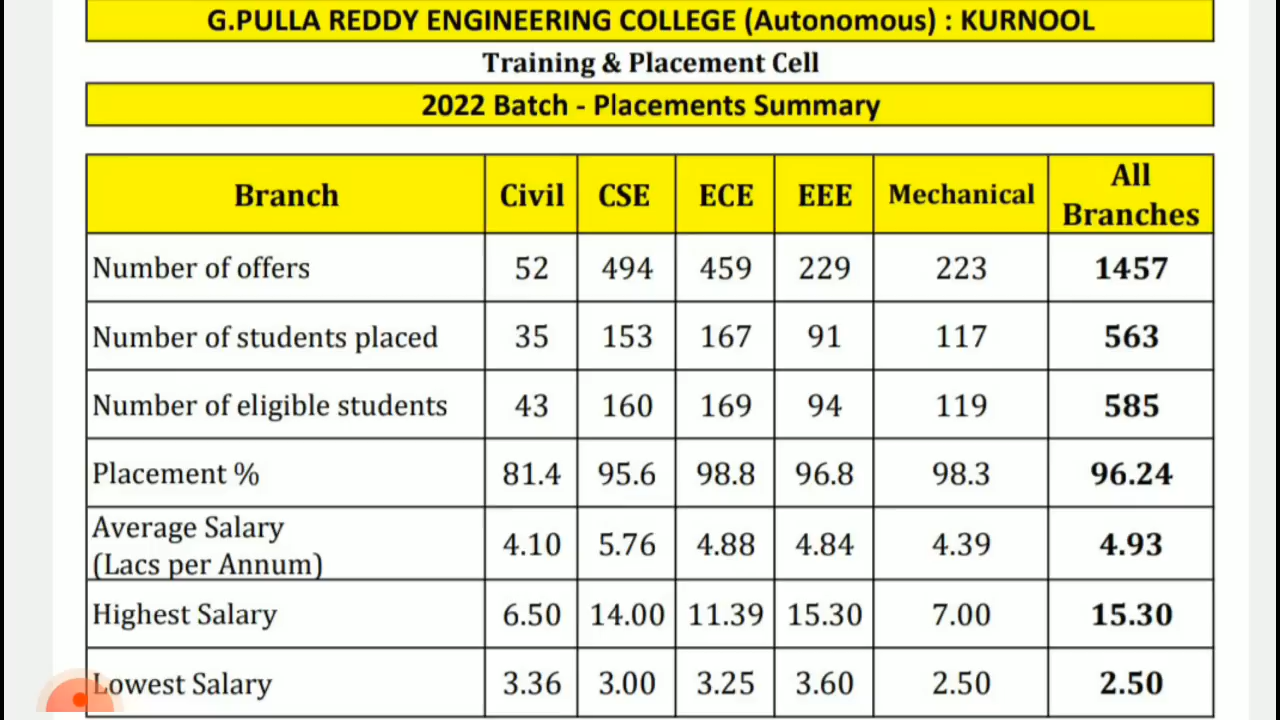 G.PULLA REDDY ENGINEERING COLLEGE (Autonomous) : KURNOOL
Training & Placement Cell
2022 Batch - Placements Summary
Branch Civil CSE ECE EEE Mechanical All Branches
Number of offers 52 494 459 229 223 1457
Number of students placed 35 153 167 91 117 563
Number of eligible students 43 160 169 94 119 585
Placement % 81.4 95.6 98.8 96.8 98.3 96.24
Average Salary
(Lacs per Annum) 4.10 5.76 4.88 4.84 4.39 4.93
Highest Salary 6.50 14.00 11.39 15.30 7.00 15.30
Lowest Salary 3.36 3.00 3.25 3.60 2.50 2.50